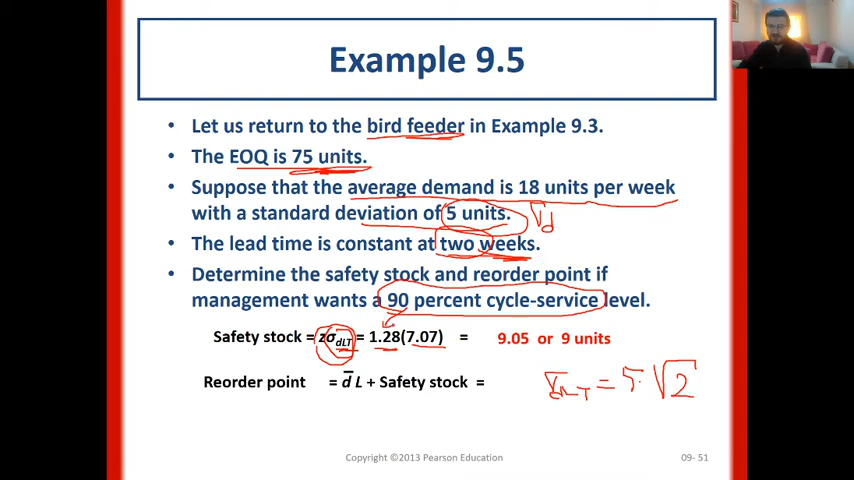 Example 9.5
• Let us return to the bird feeder in Example 9.3.
• The EOQ is 75 units.
• Suppose that the average demand is 18 units per week
with a standard deviation of 5 units. σd
• The lead time is constant at two weeks.
• Determine the safety stock and reorder point if
management wants a 90 percent cycle-service level.
Safety stock = zσdLT = 1.28(7.07) = 9.05 or 9 units
Reorder point = d̅ L + Safety stock =
σdLT = 5·√2
Copyright ©2013 Pearson Education
09- 51